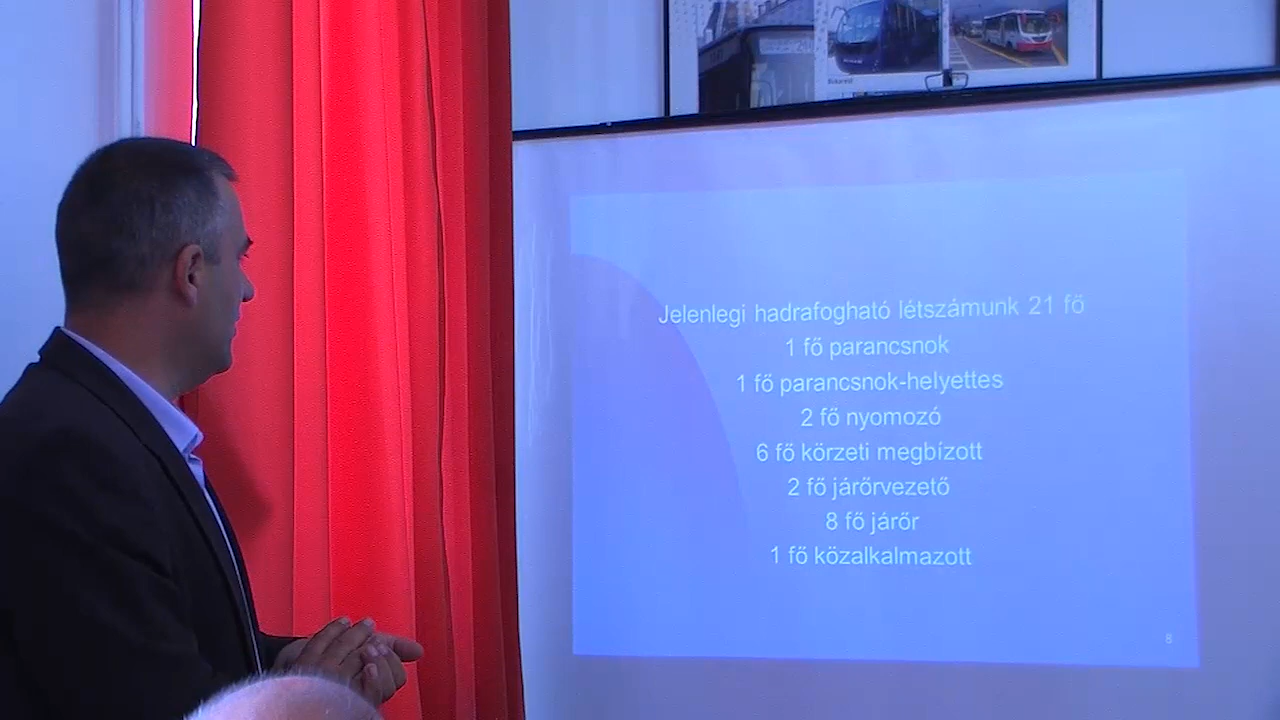 Jelenlegi hadrafogható létszámunk 21 fő
1 fő parancsnok
1 fő parancsnok-helyettes
2 fő nyomozó
6 fő körzeti megbízott
2 fő járőrvezető
8 fő járőr
1 fő közalkalmazott
8